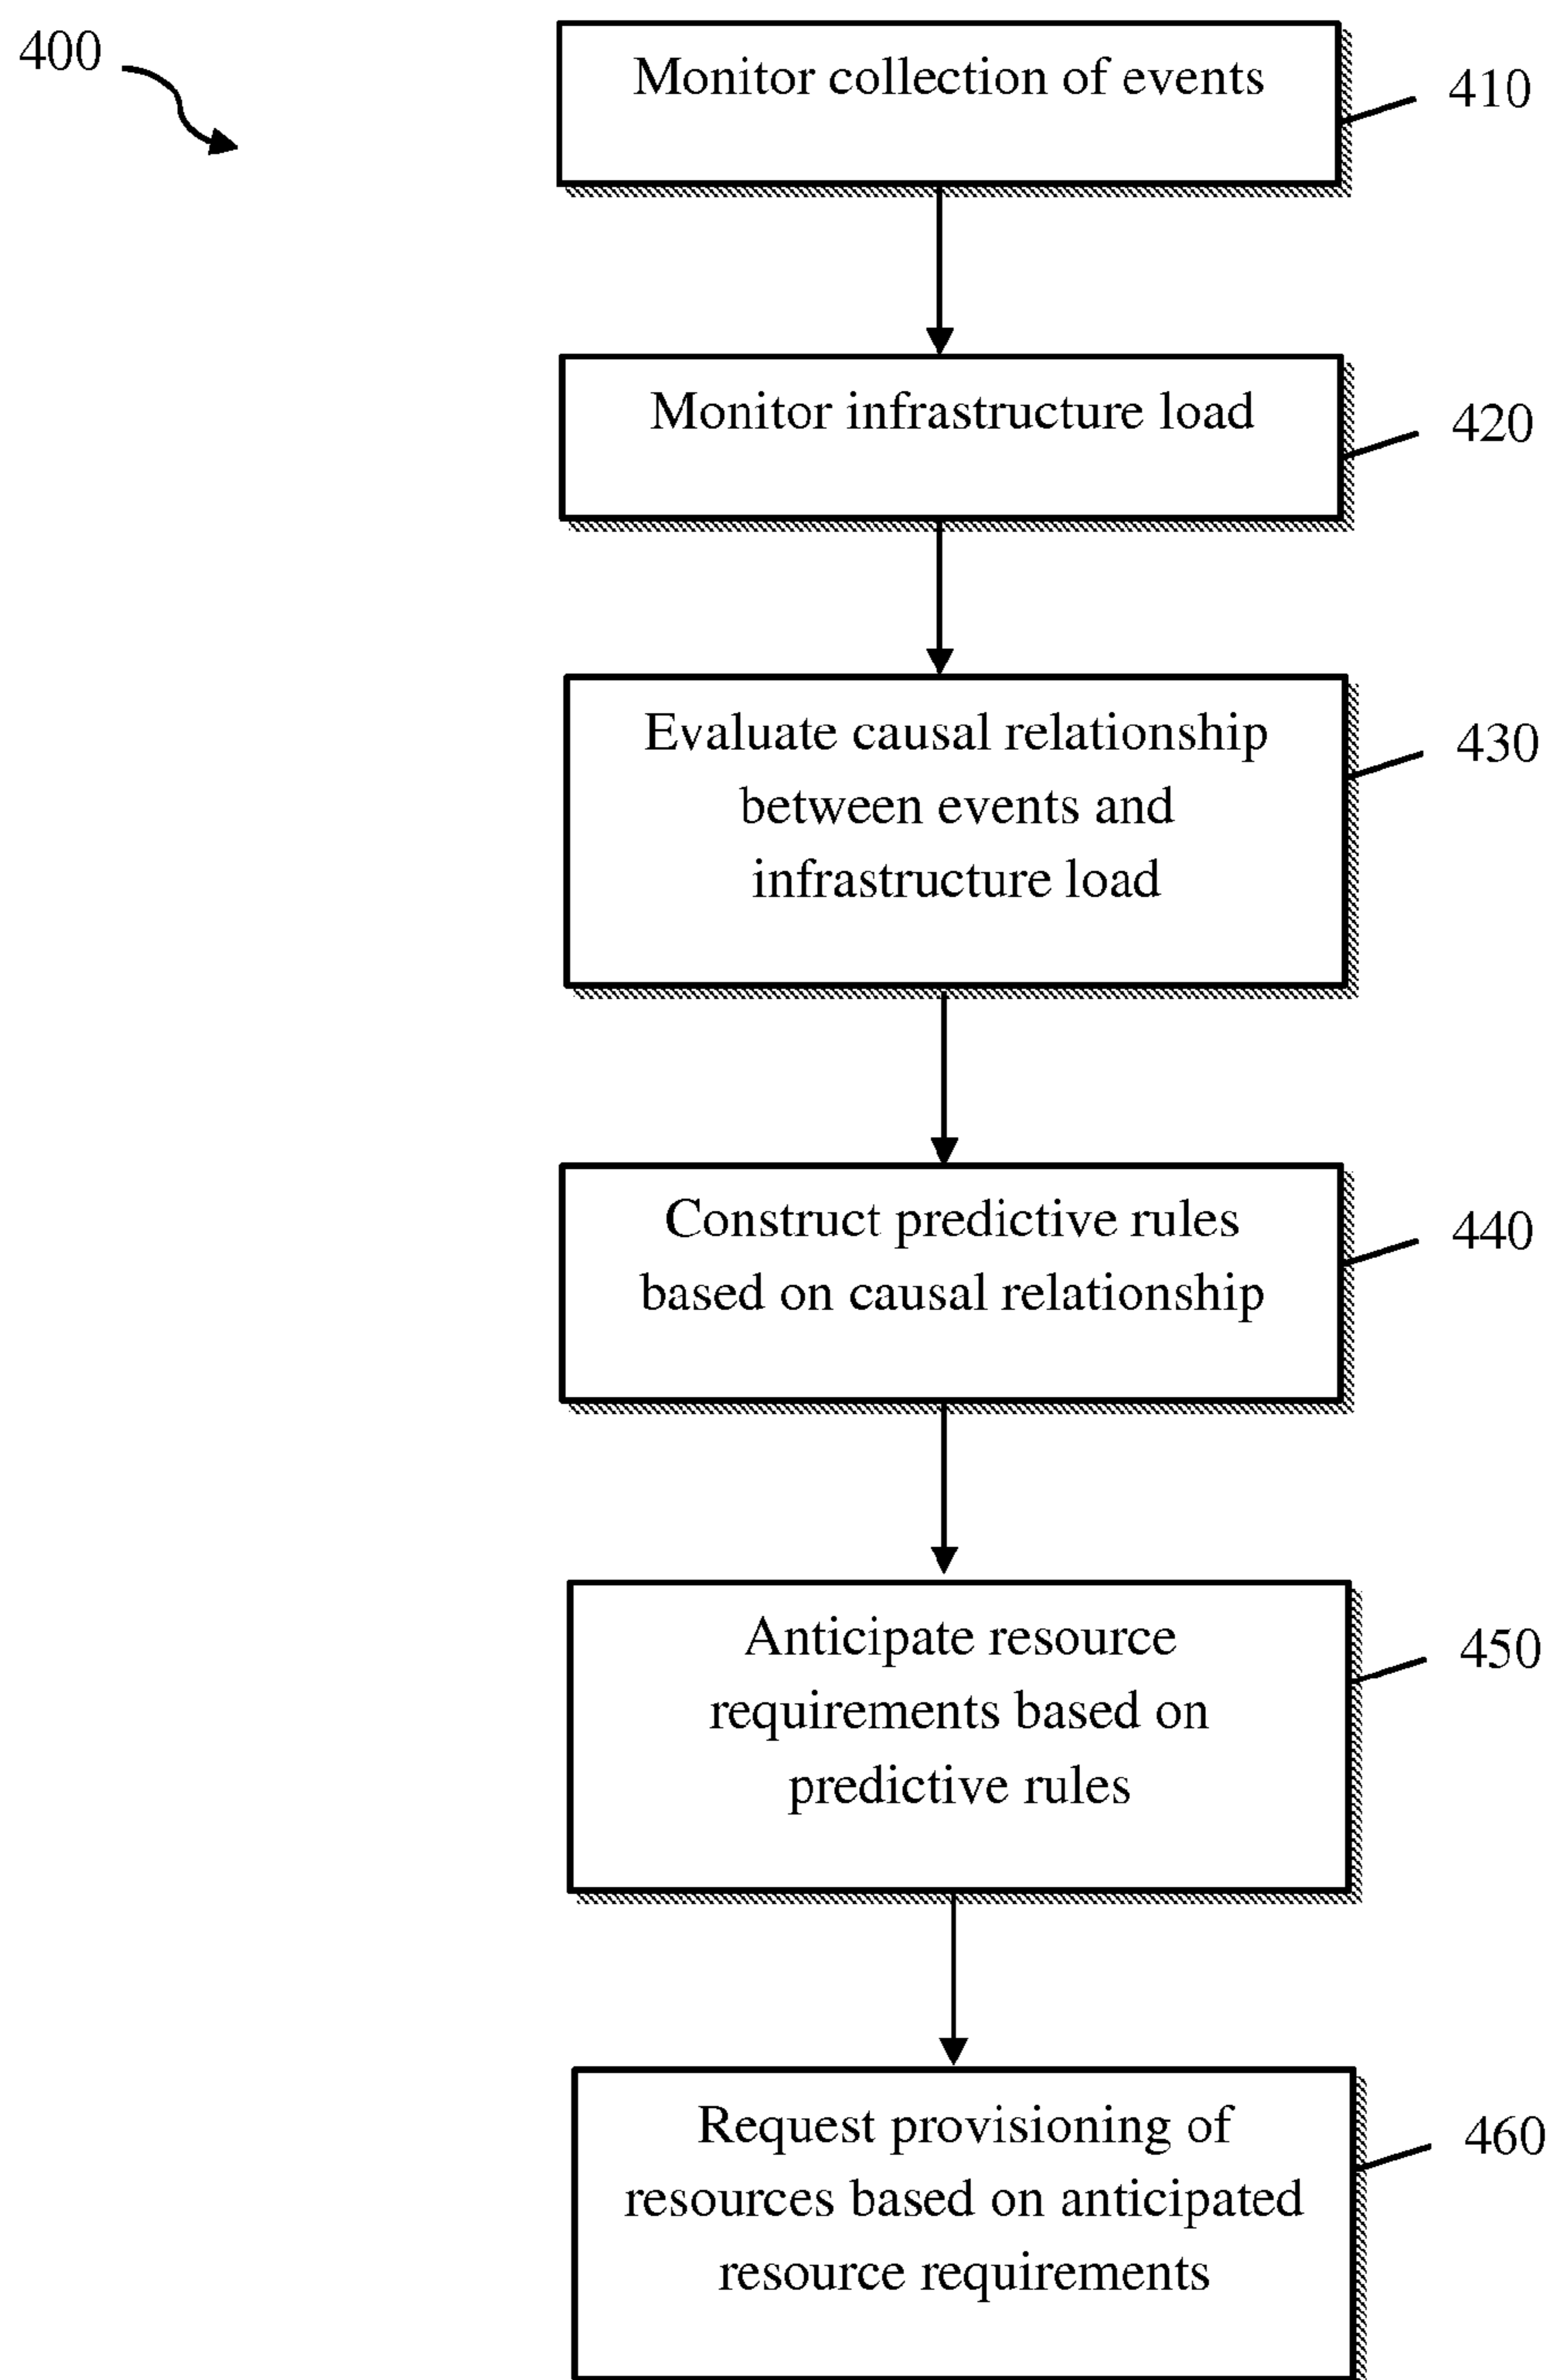 400
Monitor collection of events
410
Monitor infrastructure load
420
Evaluate causal relationship
between events and
infrastructure load
430
Construct predictive rules
based on causal relationship
440
Anticipate resource
requirements based on
predictive rules
450
Request provisioning of
resources based on anticipated
resource requirements
460